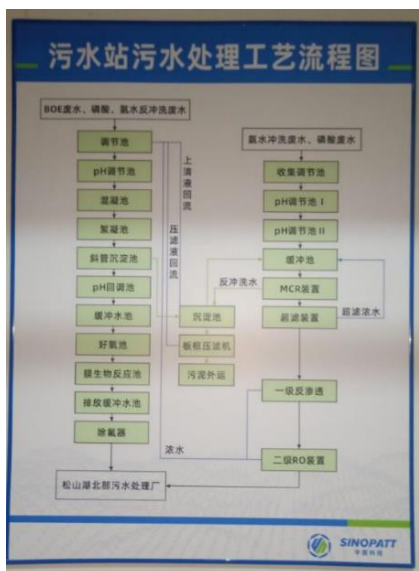 污水站污水处理工艺流程图
BOE废水、磷酸、氨水反冲洗废水
调节池
pH调节池
混凝池
絮凝池
斜管沉淀池
pH回调池
缓冲水池
好氧池
膜生物反应池
排放缓冲水池
除氟器
松山湖北部污水处理厂
上清液回流
压滤液回流
沉淀池
板框压滤机
污泥外运
浓水
氨水冲洗废水、磷酸废水
收集调节池
pH调节池 I
pH调节池 II
缓冲池
反冲洗水
MCR装置
超滤装置
超滤浓水
一级反渗透
二级RO装置
SINOPATT